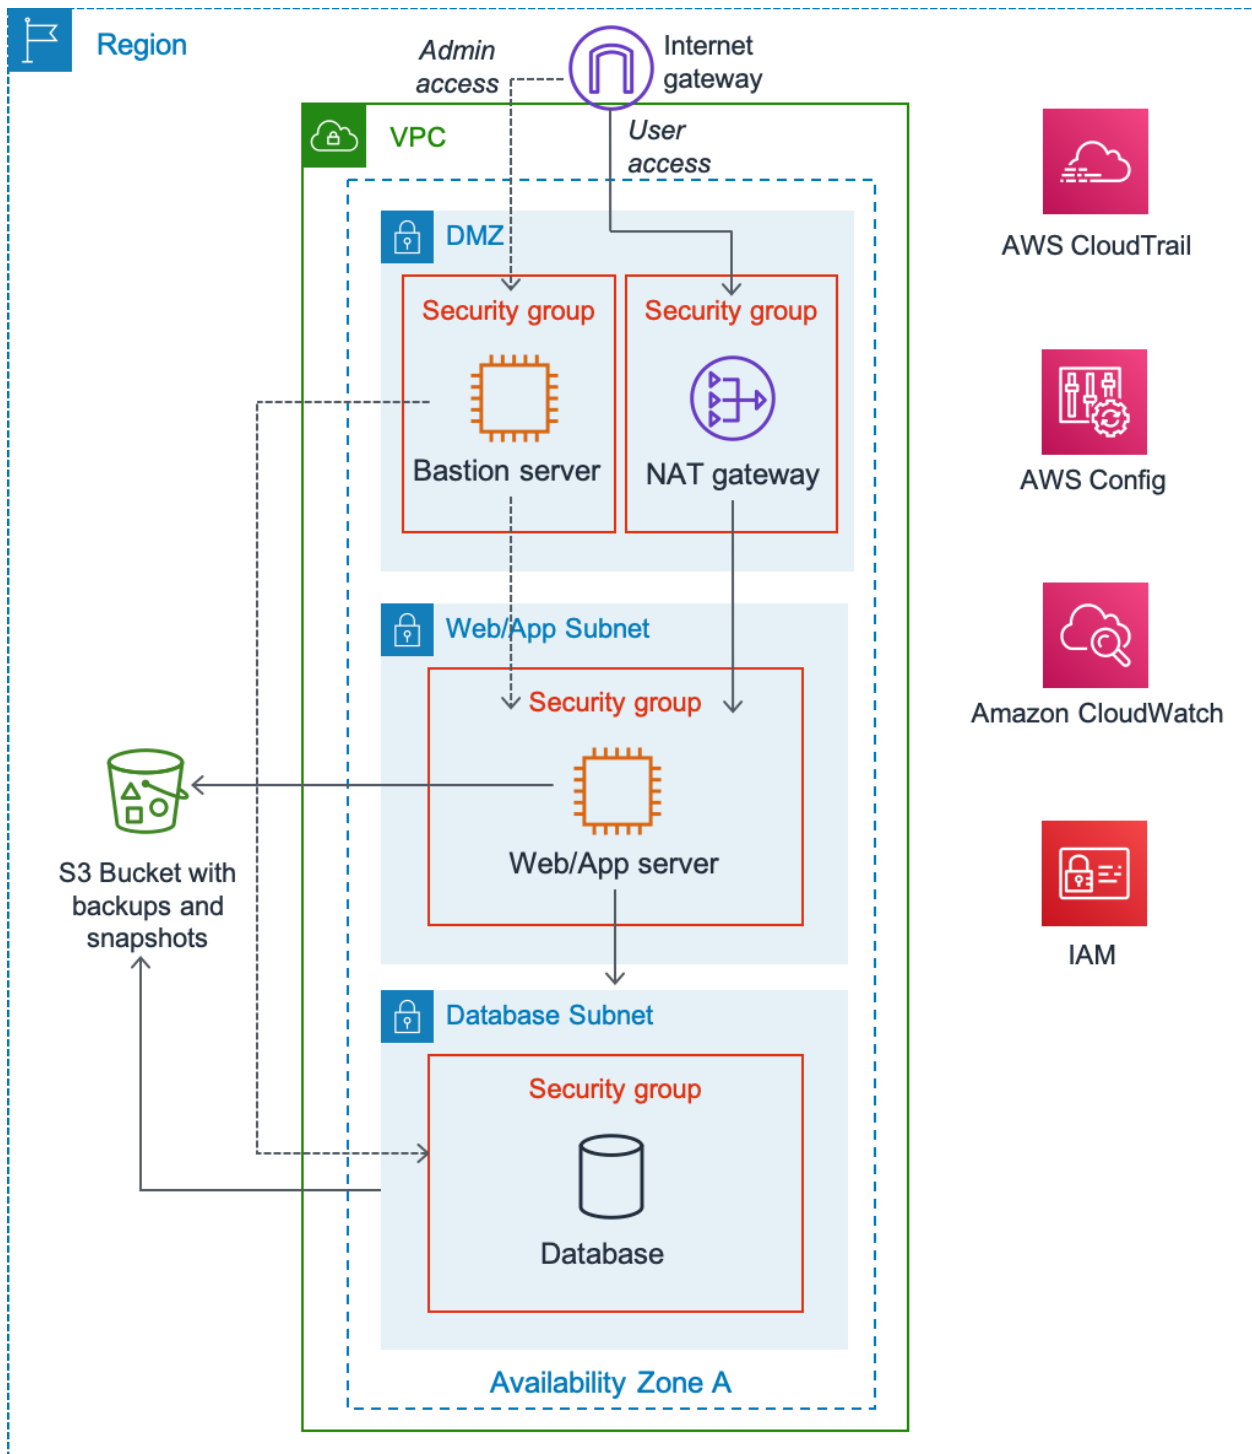 Region
Admin
access
Internet
gateway
VPC
User
access
DMZ
Security group
Security group
Bastion server
NAT gateway
AWS CloudTrail
AWS Config
Web/App Subnet
Security group
Web/App server
Amazon CloudWatch
S3 Bucket with
backups and
snapshots
IAM
Database Subnet
Security group
Database
Availability Zone A